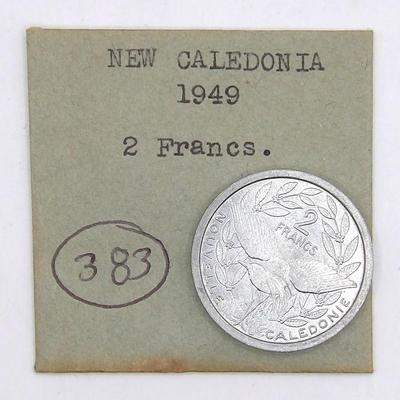 NEW CALEDONIA
1949
2 Francs.
383
2
FRANCS
NOUVELLE
CALEDONIE